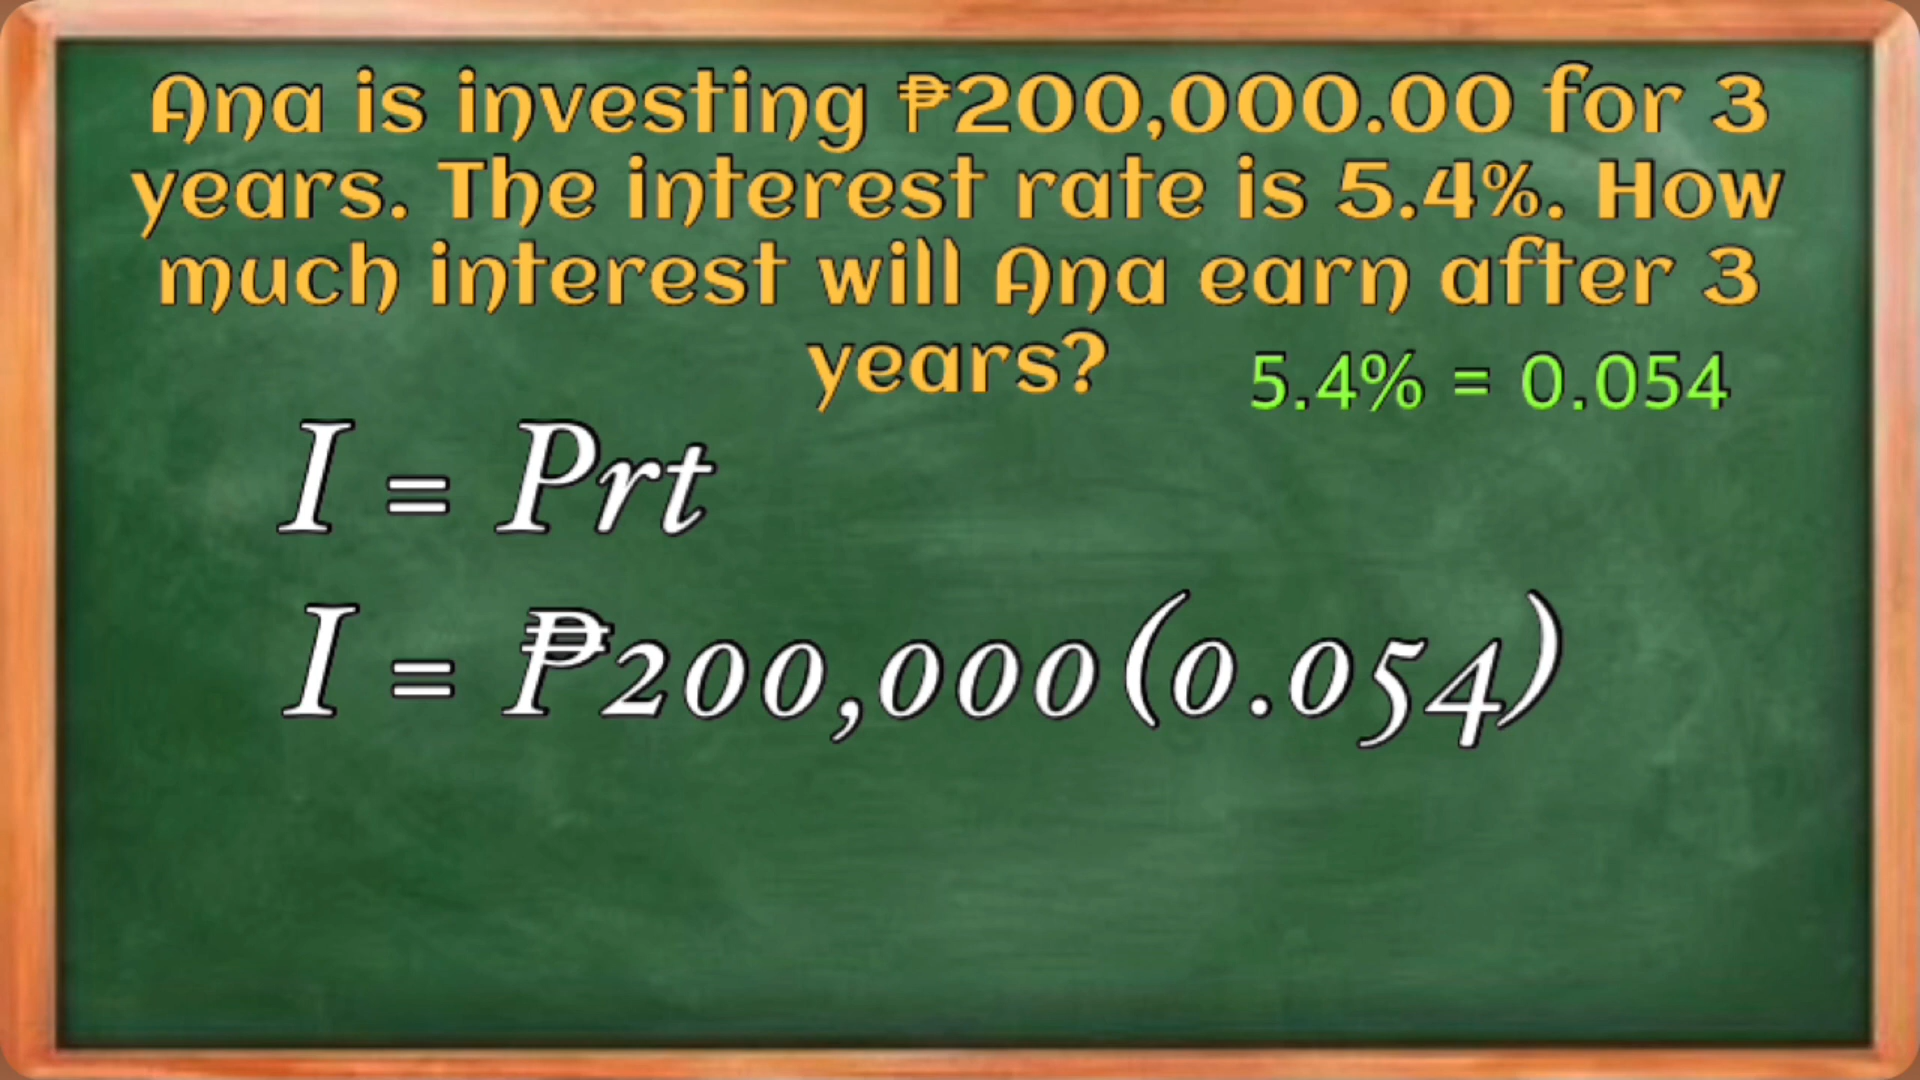 Ana is investing ₱200,000.00 for 3
years. The interest rate is 5.4%. How
much interest will Ana earn after 3
years?
5.4% = 0.054
I = Prt
I = ₱200,000(0.054)